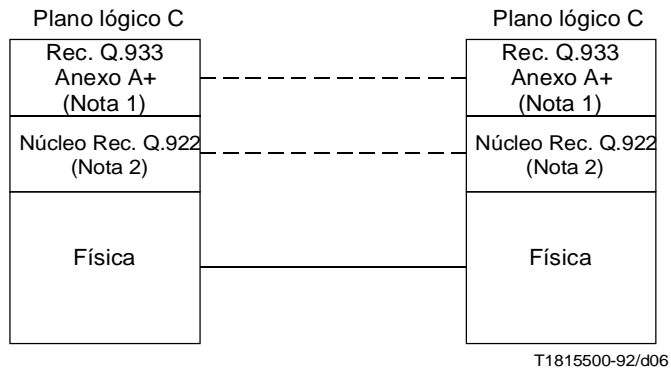 Plano lógico C
Plano lógico C
Rec. Q.933
Anexo A+
(Nota 1)
Rec. Q.933
Anexo A+
(Nota 1)
Núcleo Rec. Q.922
(Nota 2)
Núcleo Rec. Q.922
(Nota 2)
Física
Física
T1815500-92/d06